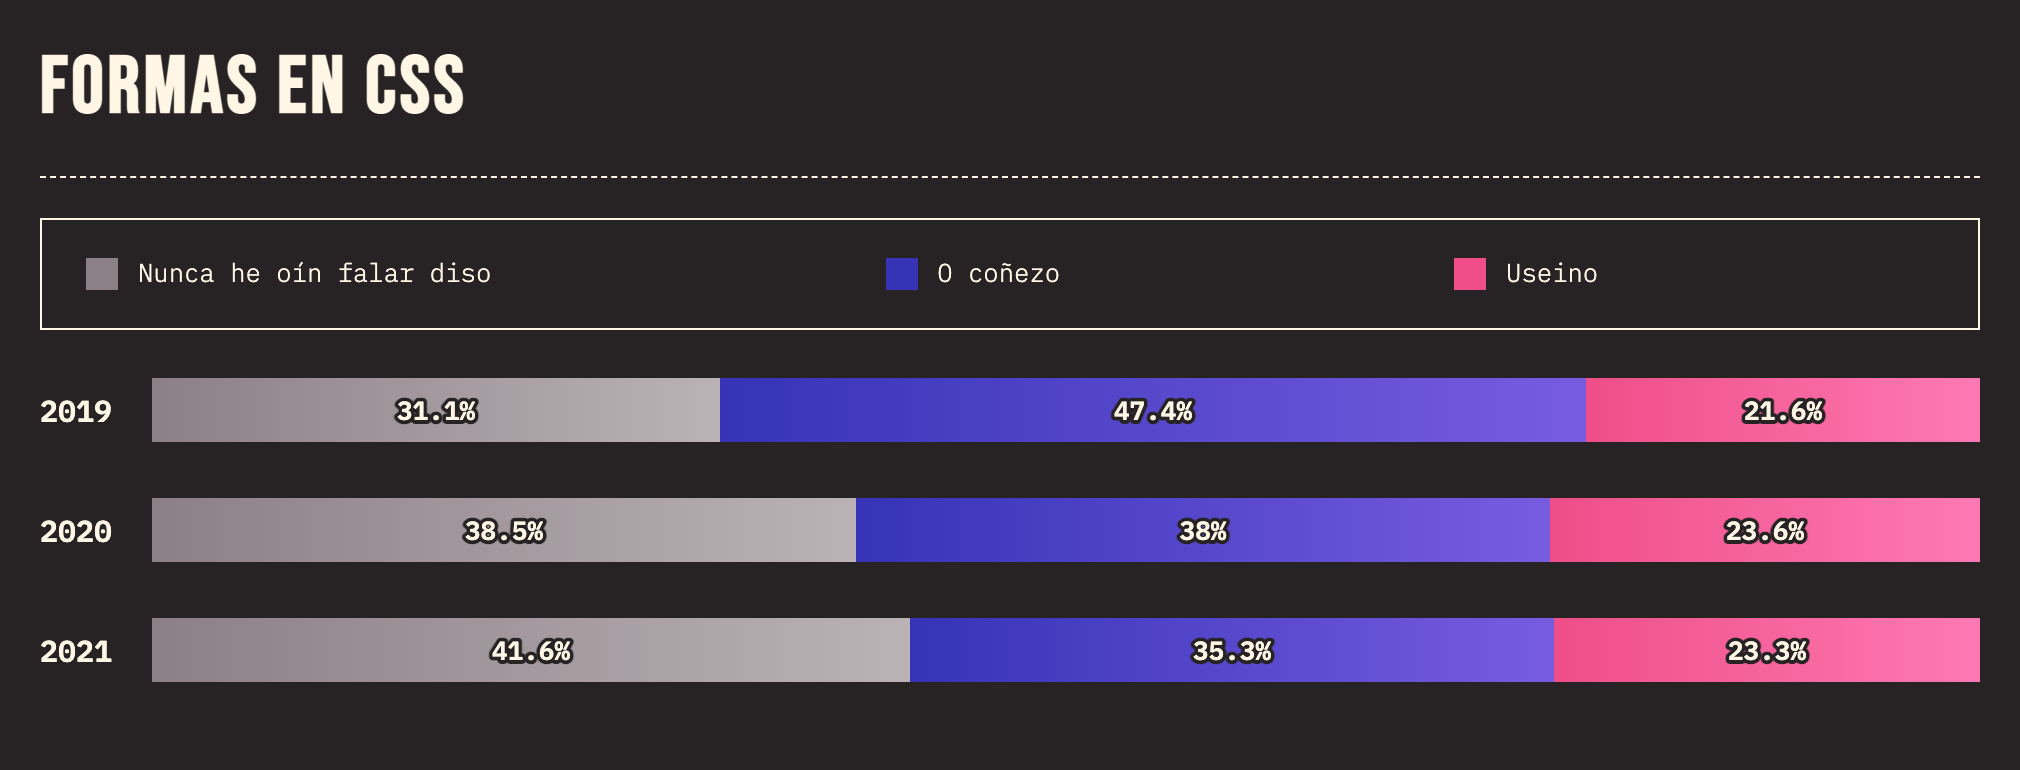 FORMAS EN CSS
Nunca he oín falar diso O coñezo Useino
2019 31.1% 47.4% 21.6%
2020 38.5% 38% 23.6%
2021 41.6% 35.3% 23.3%